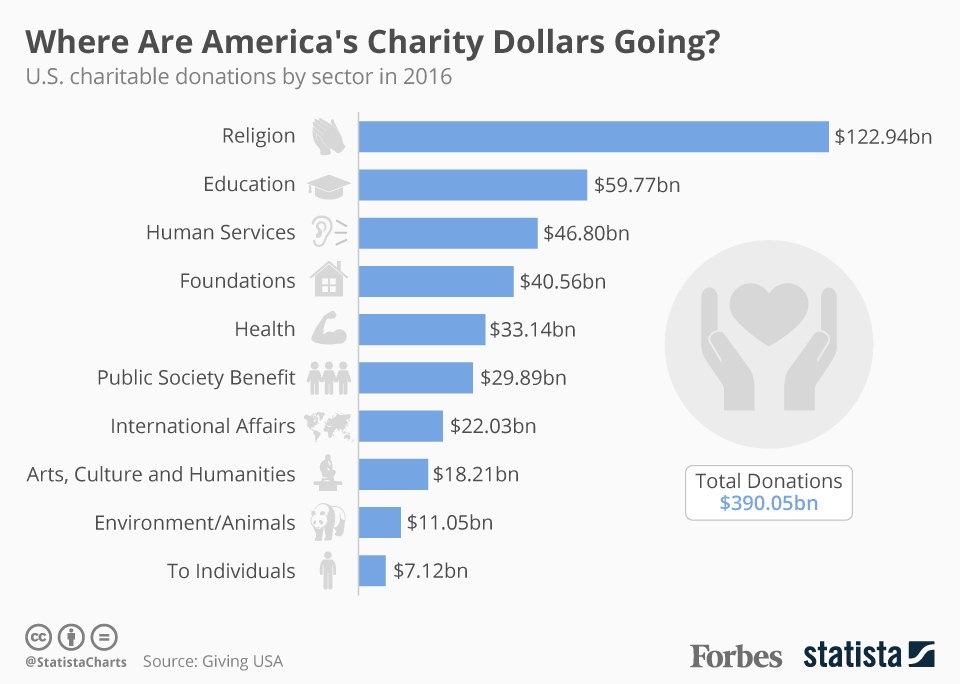 Where Are America's Charity Dollars Going?
U.S. charitable donations by sector in 2016
Religion $122.94bn
Education $59.77bn
Human Services $46.80bn
Foundations $40.56bn
Health $33.14bn
Public Society Benefit $29.89bn
International Affairs $22.03bn
Arts, Culture and Humanities $18.21bn
Environment/Animals $11.05bn
To Individuals $7.12bn
Total Donations
$390.05bn
cc
@StatistaCharts Source: Giving USA
Forbes statista